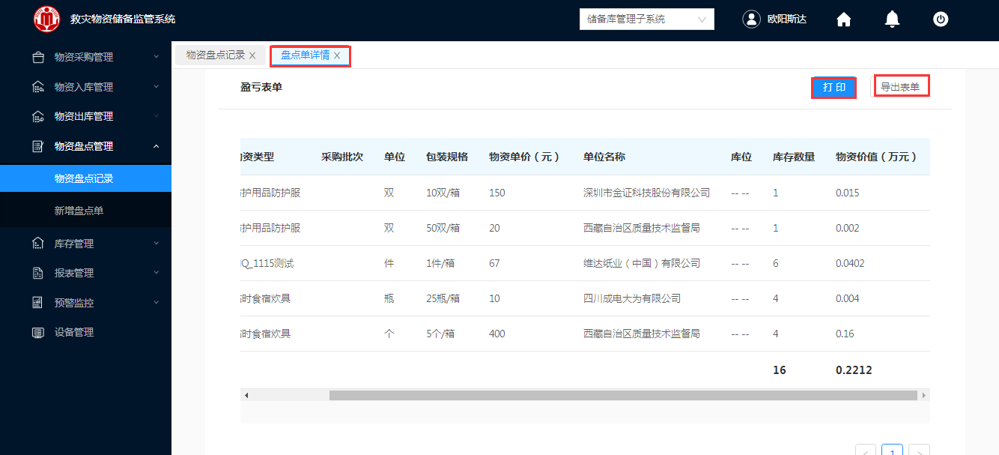 救灾物资储备监管系统
储备库管理子系统
欧阳斯达
物资采购管理
物资入库管理
物资出库管理
物资盘点管理
物资盘点记录
新增盘点单
库存管理
报表管理
预警监控
设备管理
物资盘点记录 X 盘点单详情 X
盈亏表单
打 印
导出表单
资类型 采购批次 单位 包装规格 物资单价（元） 单位名称 库位 库存数量 物资价值（万元）
护用品防护服 双 10双/箱 150 深圳市金证科技股份有限公司 -- -- 1 0.015
护用品防护服 双 50双/箱 20 西藏自治区质量技术监督局 -- -- 1 0.002
Q_1115测试 件 1件/箱 67 维达纸业（中国）有限公司 -- -- 6 0.0402
时食宿炊具 瓶 25瓶/箱 10 四川成电大为有限公司 -- -- 4 0.004
时食宿炊具 个 5个/箱 400 西藏自治区质量技术监督局 -- -- 4 0.16
16 0.2212
< 1 >